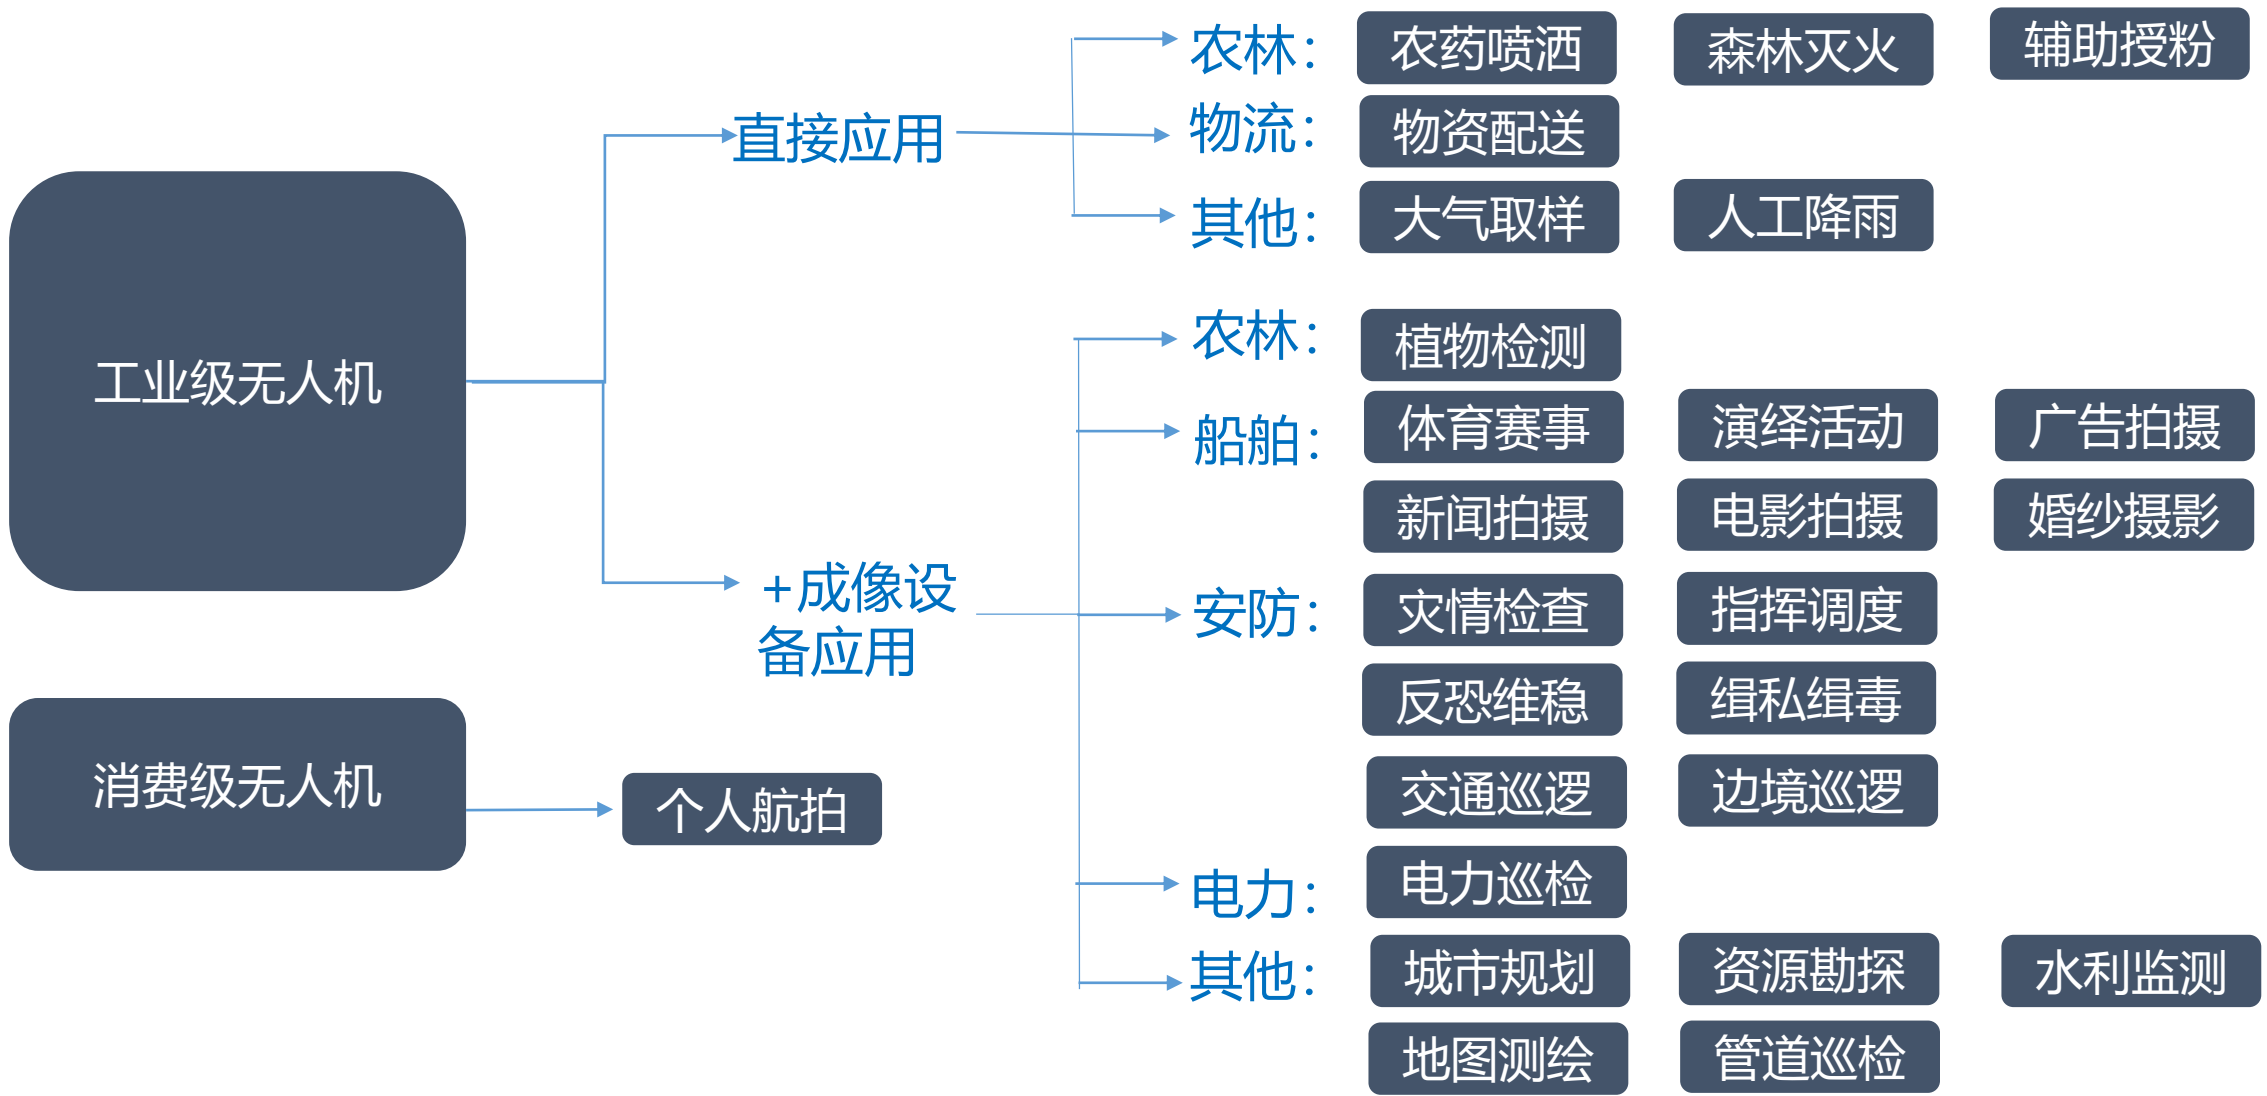 工业级无人机
直接应用
农林：
农药喷洒
森林灭火
辅助授粉
物流：
物资配送
其他：
大气取样
人工降雨
+成像设
备应用
农林：
植物检测
船舶：
体育赛事
演绎活动
广告拍摄
新闻拍摄
电影拍摄
婚纱摄影
安防：
灾情检查
指挥调度
反恐维稳
缉私缉毒
交通巡逻
边境巡逻
电力：
电力巡检
其他：
城市规划
资源勘探
水利监测
地图测绘
管道巡检
消费级无人机
个人航拍